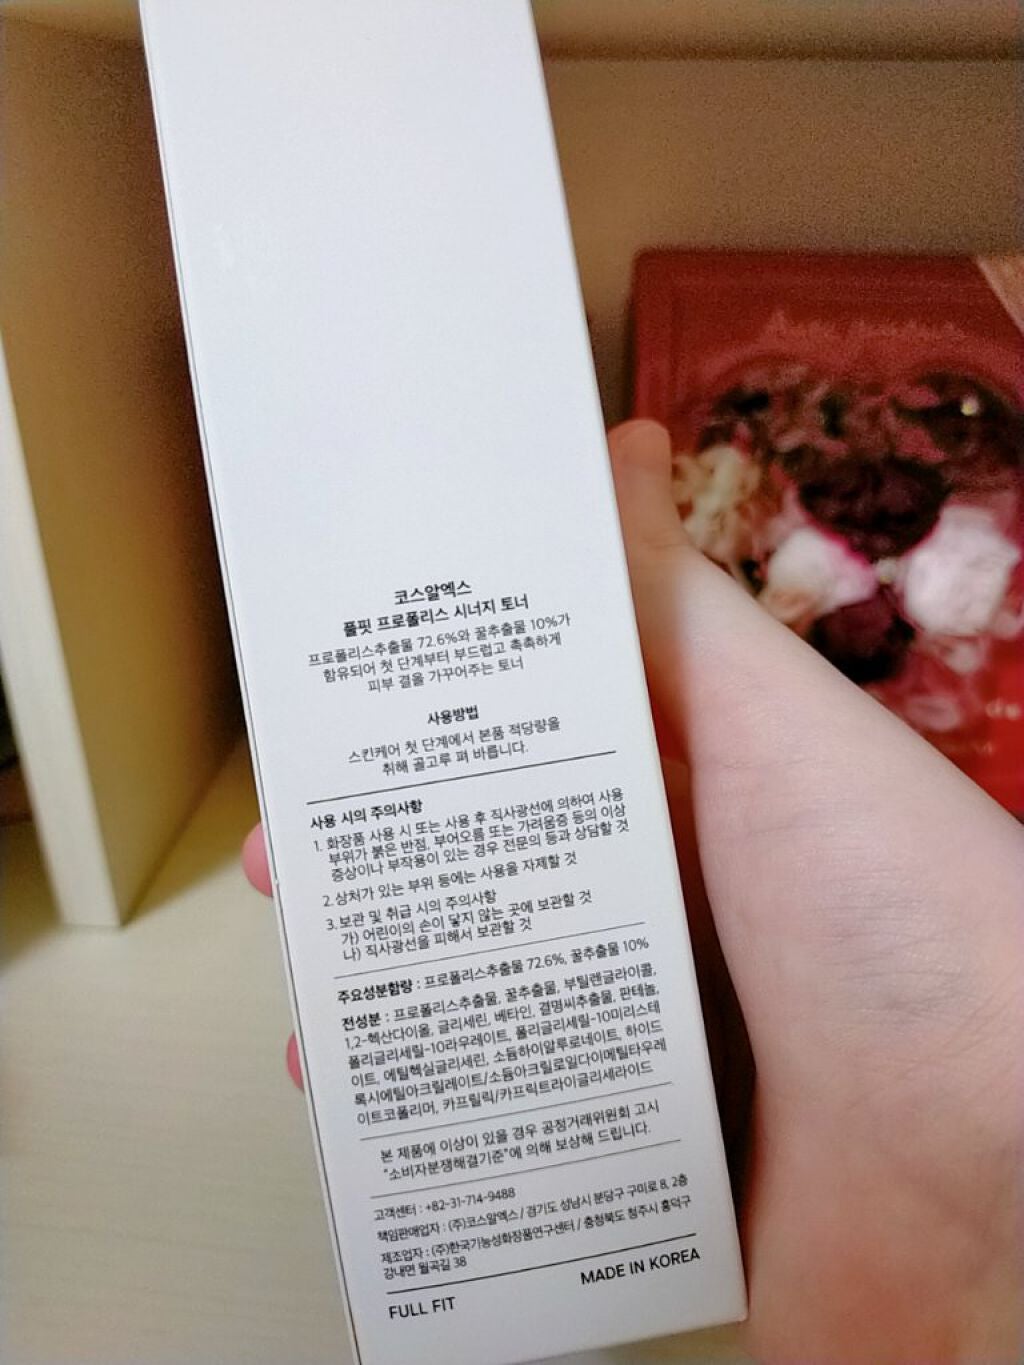 코스알엑스
풀핏 프로폴리스 시너지 토너
프로폴리스추출물 72.6%와 꿀추출물 10%가
함유되어 첫 단계부터 부드럽고 촉촉하게
피부 결을 가꾸어주는 토너
사용방법
스킨케어 첫 단계에서 본품 적당량을
취해 골고루 펴 바릅니다.
사용 시의 주의사항
1. 화장품 사용 시 또는 사용 후 직사광선에 의하여 사용
부위가 붉은 반점, 부어오름 또는 가려움증 등의 이상
증상이나 부작용이 있는 경우 전문의 등과 상담할 것
2. 상처가 있는 부위 등에는 사용을 자제할 것
3. 보관 및 취급 시의 주의사항
가) 어린이의 손이 닿지 않는 곳에 보관할 것
나) 직사광선을 피해서 보관할 것
주요성분함량 : 프로폴리스추출물 72.6%, 꿀추출물 10%
전성분 : 프로폴리스추출물, 꿀추출물, 부틸렌글라이콜,
1,2-헥산다이올, 글리세린, 베타인, 결명씨추출물, 판테놀,
폴리글리세릴-10라우레이트, 폴리글리세릴-10미리스테
이트, 에틸헥실글리세린, 소듐하이알루로네이트, 하이드
록시에틸아크릴레이트/소듐아크릴로일다이메틸타우레
이트코폴리머, 카프릴릭/카프릭트라이글리세라이드
본 제품에 이상이 있을 경우 공정거래위원회 고시
"소비자분쟁해결기준"에 의해 보상해 드립니다.
고객센터 : +82-31-714-9488
책임판매업자 : (주)코스알엑스 / 경기도 성남시 분당구 구미로 8, 2층
제조업자 : (주)한국기능성화장품연구센터 / 충청북도 청주시 흥덕구
강내면 월곡길 38
MADE IN KOREA
FULL FIT